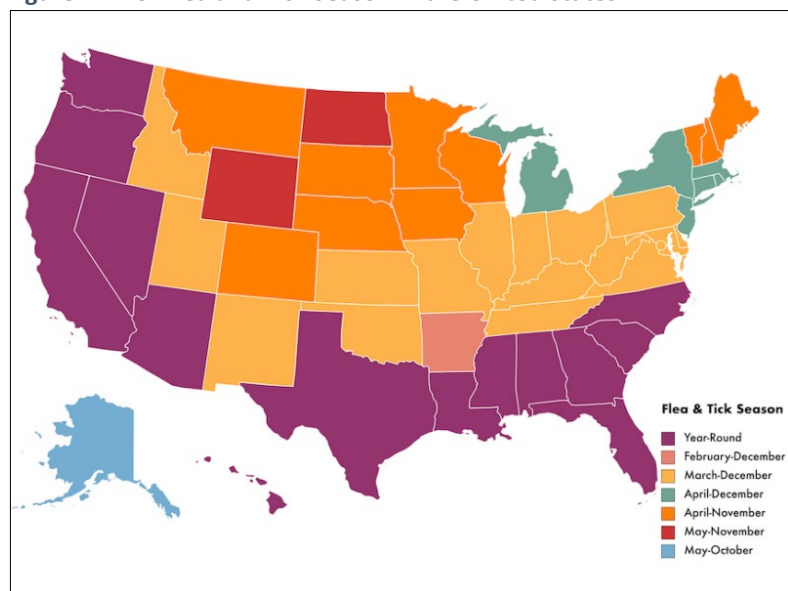 Flea & Tick Season
Year-Round
February-December
March-December
April-December
April-November
May-November
May-October